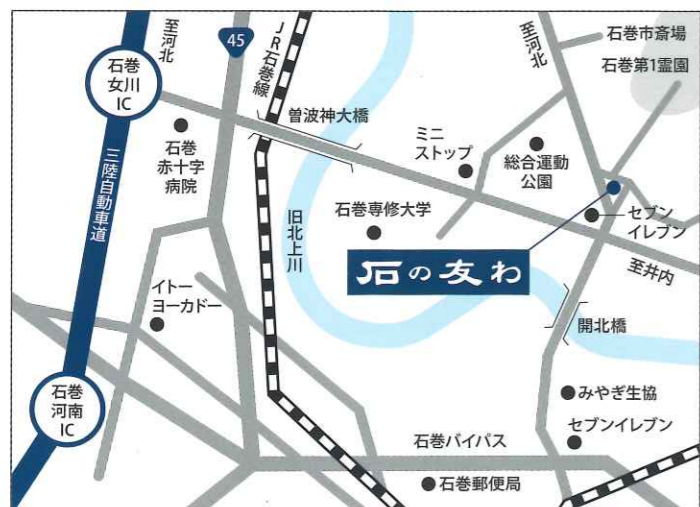 至河北
45
JR石巻線
至河北
石巻市斎場
石巻第1霊園
石巻
女川
IC
曽波神大橋
ミニ
ストップ
総合運動
公園
石巻
赤十字
病院
三陸自動車道
旧北上川
石巻専修大学
セブン
イレブン
石の友わ
至井内
イトー
ヨーカドー
開北橋
石巻
河南
IC
みやぎ生協
セブンイレブン
石巻バイパス
石巻郵便局